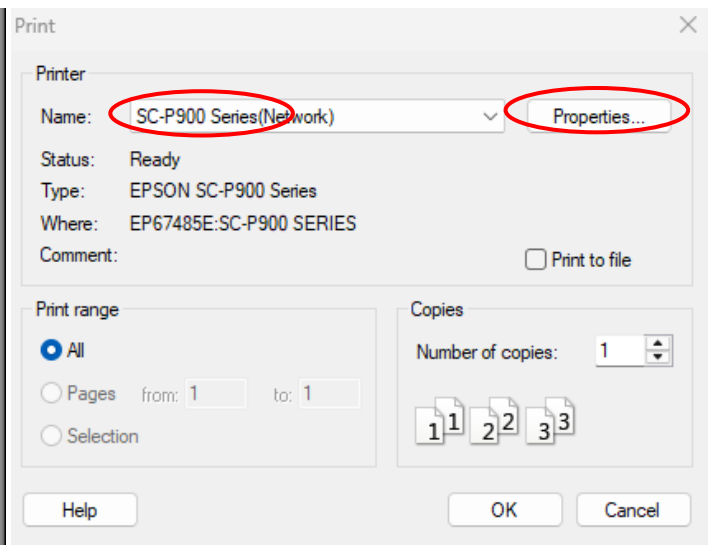 Print
Printer
Name: SC-P900 Series(Network) Properties...
Status: Ready
Type: EPSON SC-P900 Series
Where: EP67485E:SC-P900 SERIES
Comment: Print to file
Print range
All
Pages from: 1 to: 1
Selection
Copies
Number of copies: 1
1 1 2 2 3 3
Help OK Cancel